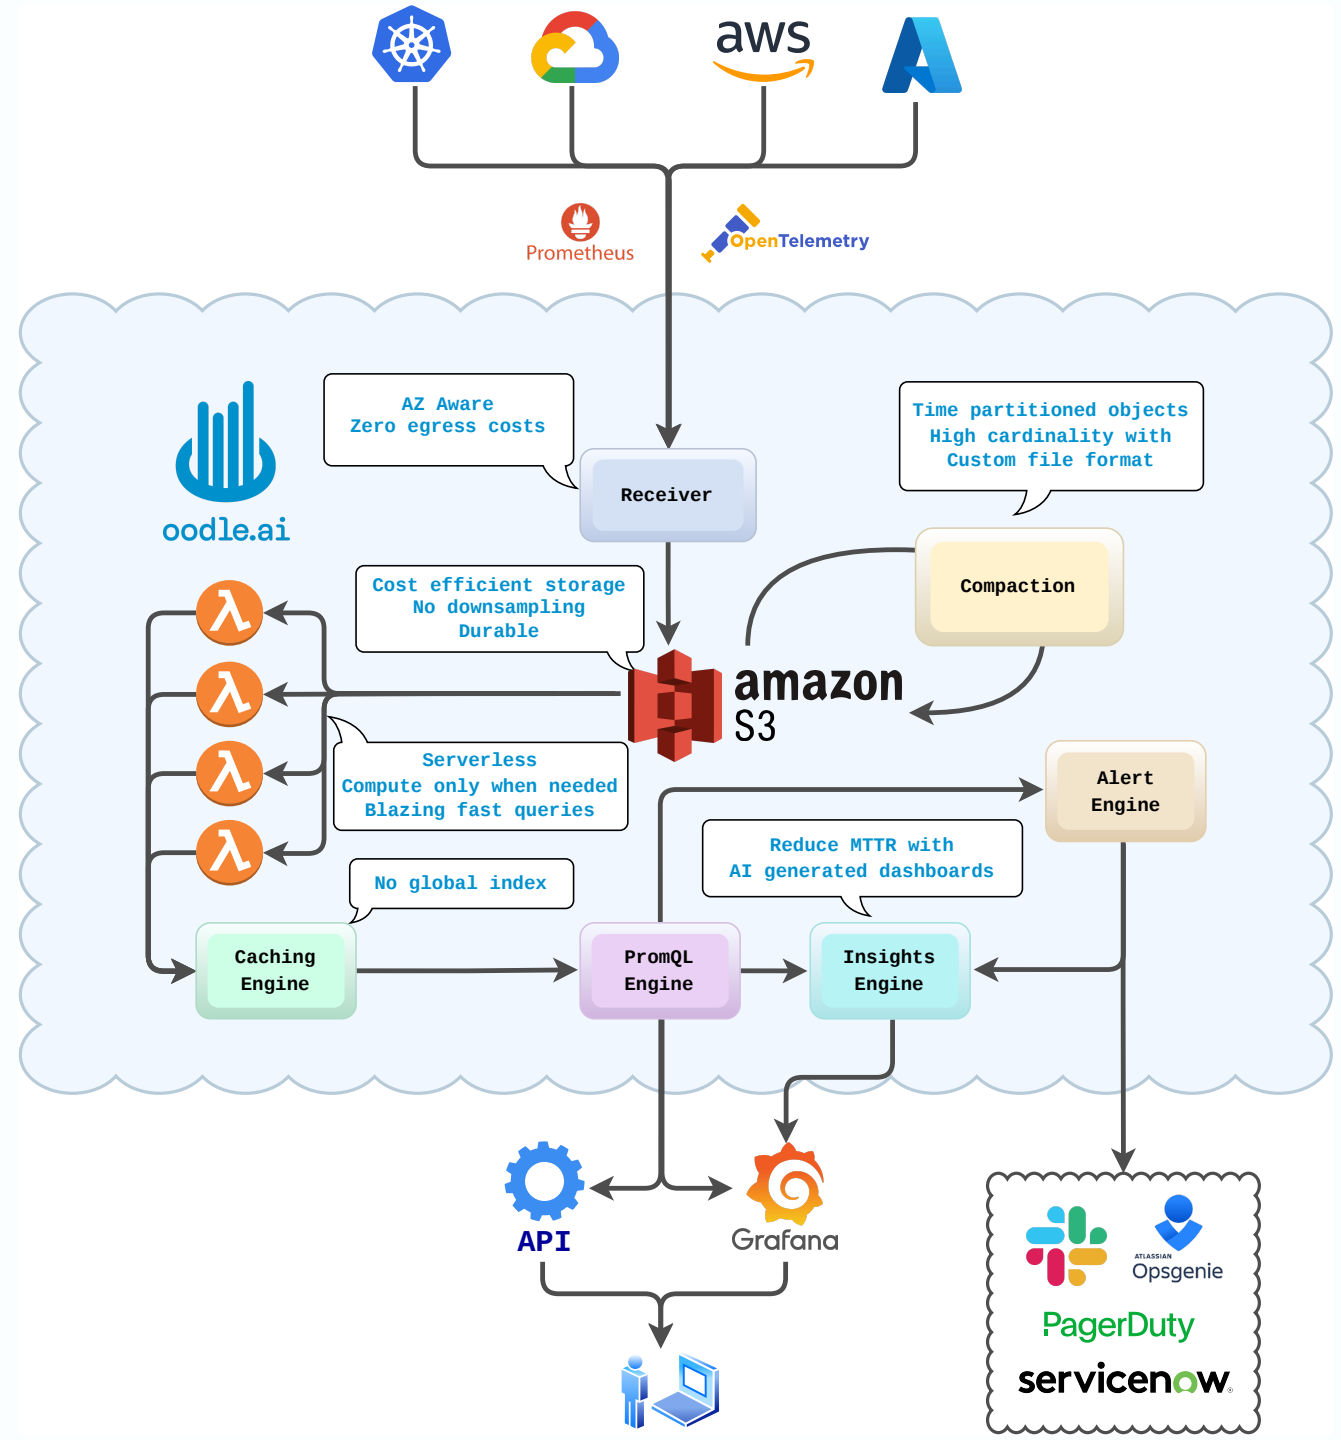 aws
Prometheus
OpenTelemetry
AZ Aware
Zero egress costs
Time partitioned objects
High cardinality with
Custom file format
Receiver
oodle.ai
Compaction
Cost efficient storage
No downsampling
Durable
amazon
S3
Serverless
Compute only when needed
Blazing fast queries
Alert
Engine
Reduce MTTR with
AI generated dashboards
No global index
Caching
Engine
PromQL
Engine
Insights
Engine
API
Grafana
ATLASSIAN
Opsgenie
PagerDuty
servicenow